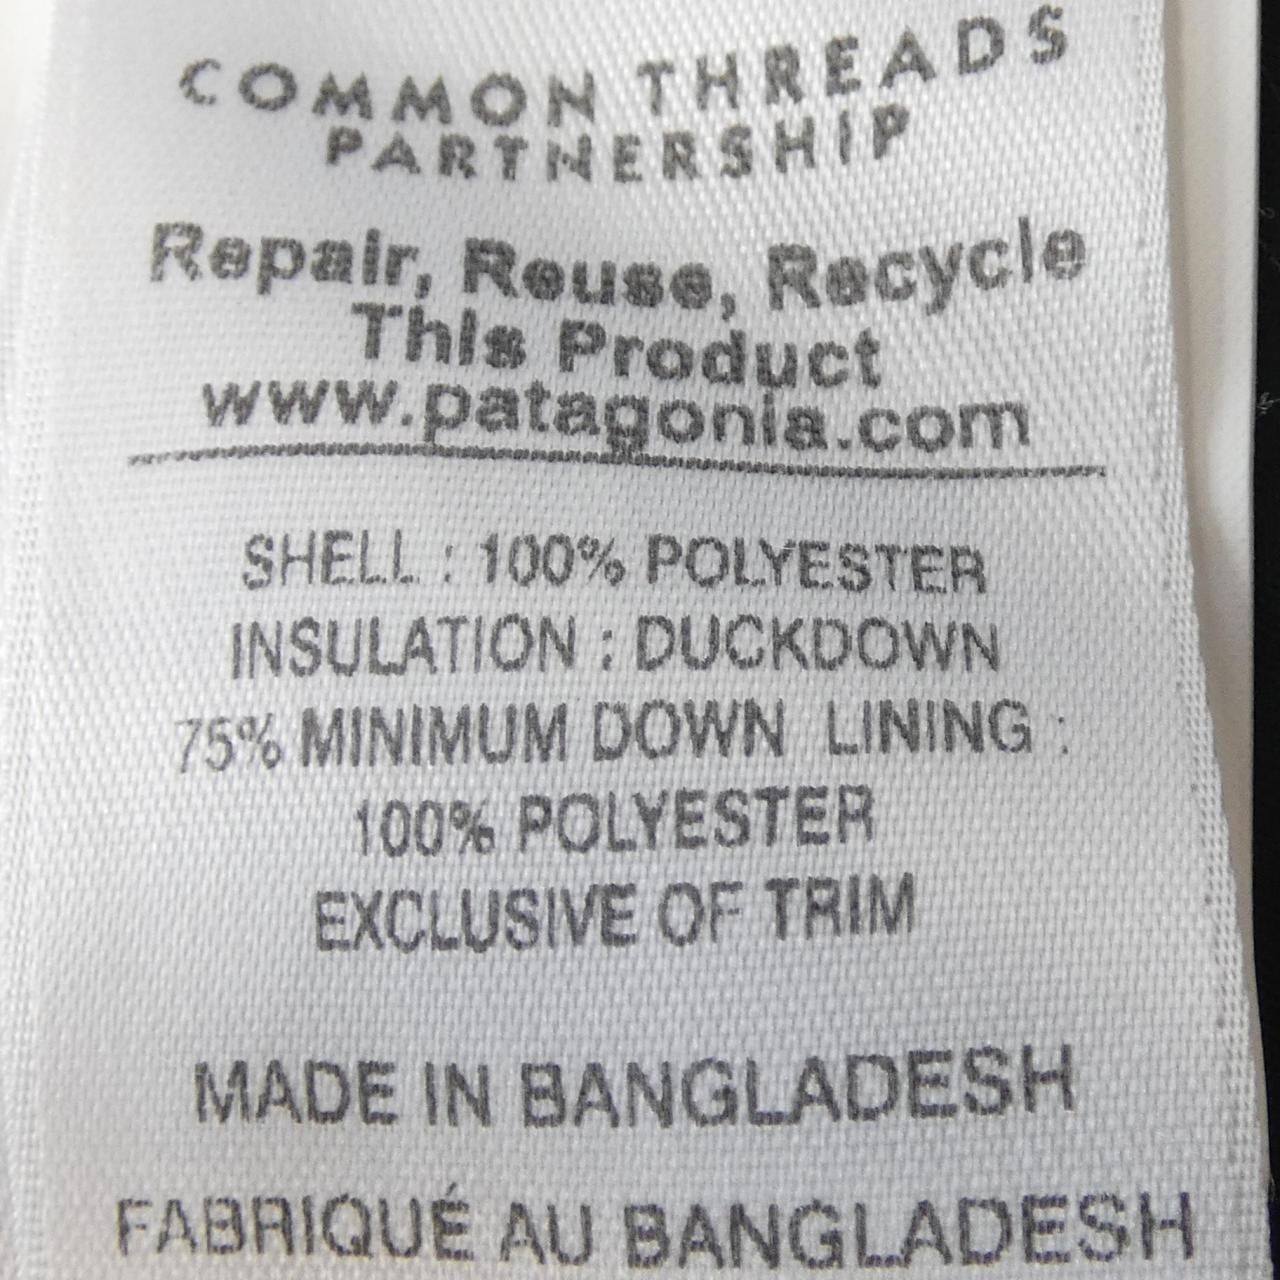 COMMON THREADS
PARTNERSHIP
Repair, Reuse, Recycle
This Product
www.patagonia.com
SHELL : 100% POLYESTER
INSULATION : DUCKDOWN
75% MINIMUM DOWN LINING :
100% POLYESTER
EXCLUSIVE OF TRIM
MADE IN BANGLADESH
FABRIQUÉ AU BANGLADESH